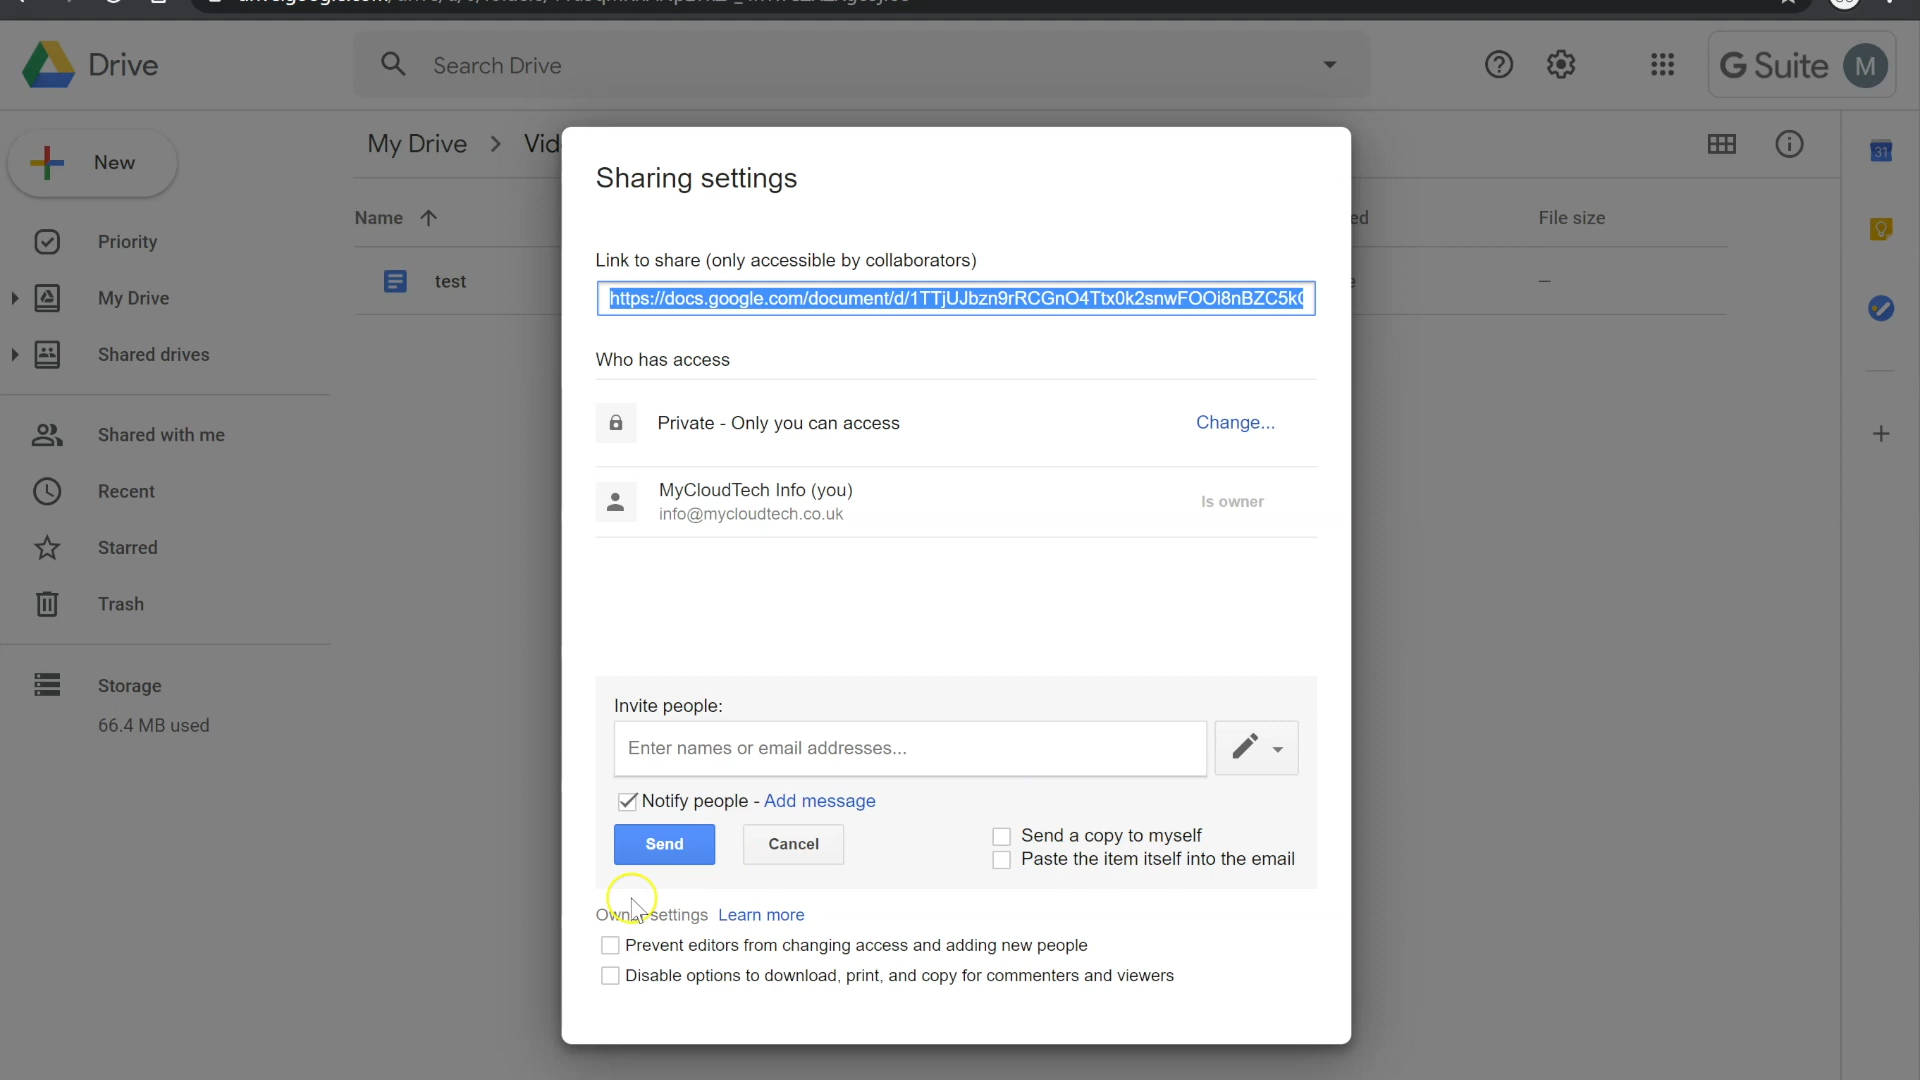 Drive
Search Drive
G Suite
M
New
My Drive
Vid
Name
ed
File size
Priority
test
e
–
My Drive
Shared drives
Shared with me
Recent
Starred
Trash
Storage
66.4 MB used
31
Sharing settings
Link to share (only accessible by collaborators)
https://docs.google.com/document/d/1TTjUJbzn9rRCGnO4Ttx0k2snwFOOi8nBZC5k
Who has access
Private - Only you can access
Change...
MyCloudTech Info (you)
info@mycloudtech.co.uk
Is owner
Invite people:
Enter names or email addresses...
Notify people - Add message
Send
Cancel
Send a copy to myself
Paste the item itself into the email
Owner settings Learn more
Prevent editors from changing access and adding new people
Disable options to download, print, and copy for commenters and viewers